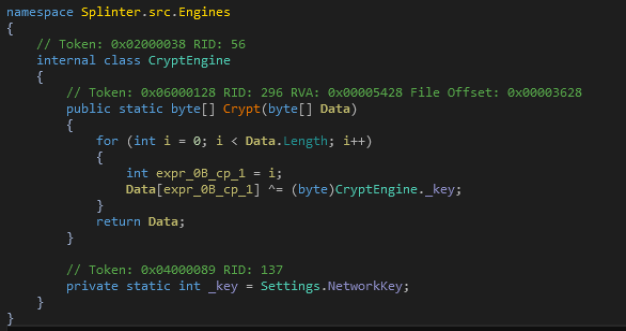 namespace Splinter.src.Engines
{
// Token: 0x02000038 RID: 56
internal class CryptEngine
{
// Token: 0x06000128 RID: 296 RVA: 0x00005428 File Offset: 0x00003628
public static byte[] Crypt(byte[] Data)
{
for (int i = 0; i < Data.Length; i++)
{
int expr_0B_cp_1 = i;
Data[expr_0B_cp_1] ^= (byte)CryptEngine._key;
}
return Data;
}
// Token: 0x04000089 RID: 137
private static int _key = Settings.NetworkKey;
}
}